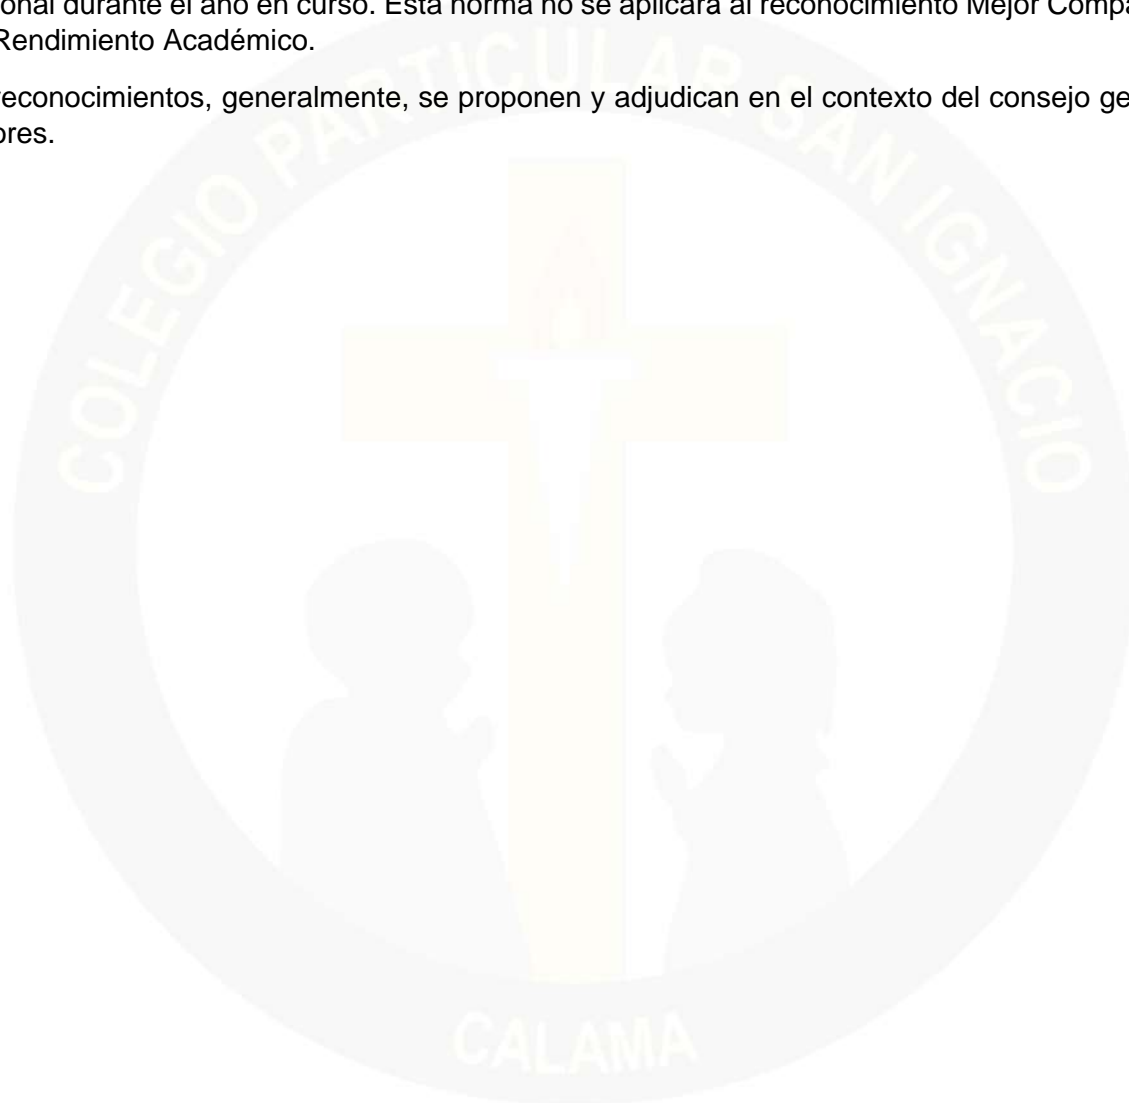 onal durante el año en curso. Esta norma no se aplicará al reconocimiento Mejor Compa
Rendimiento Académico.
reconocimientos, generalmente, se proponen y adjudican en el contexto del consejo ge
ores.
COLEGIO PARTICULAR SAN IGNACIO
CALAMA